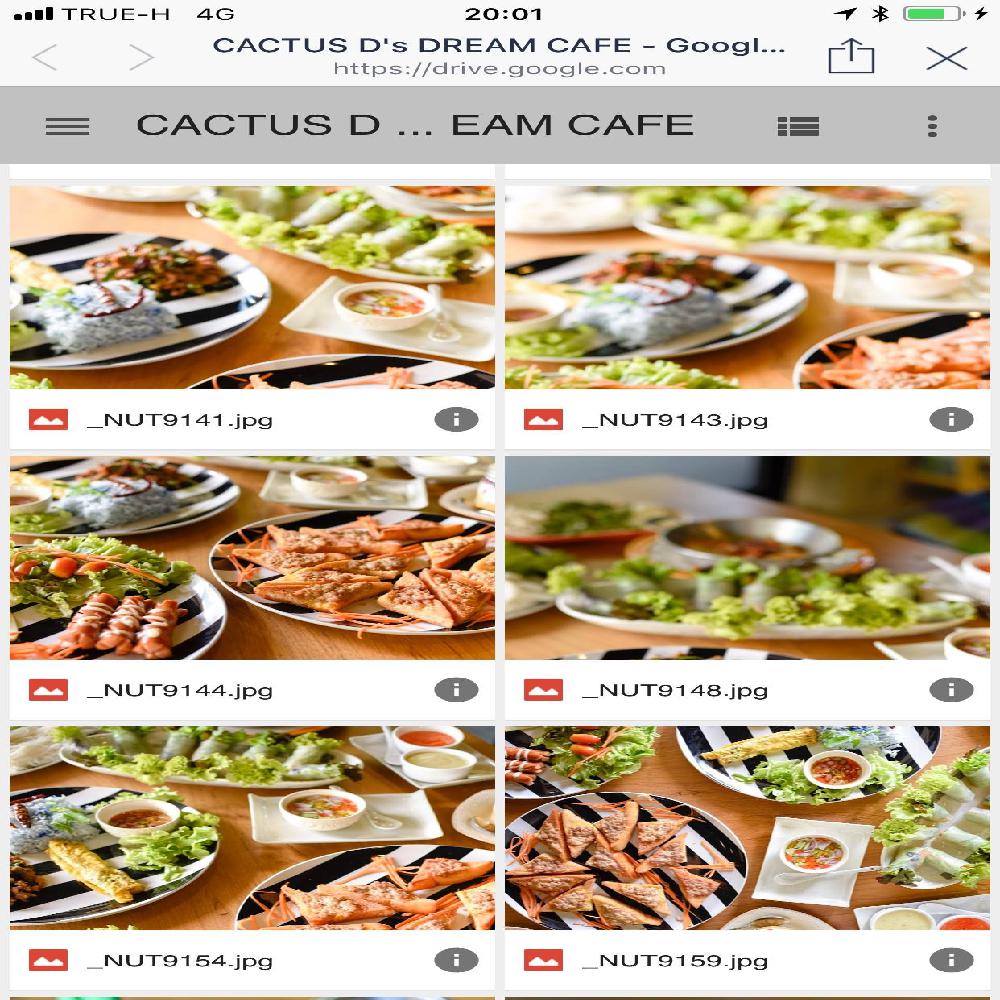 TRUE-H 4G 20:01
CACTUS D's DREAM CAFE - Googl...
https://drive.google.com
CACTUS D ... EAM CAFE
_NUT9141.jpg
_NUT9143.jpg
_NUT9144.jpg
_NUT9148.jpg
_NUT9154.jpg
_NUT9159.jpg